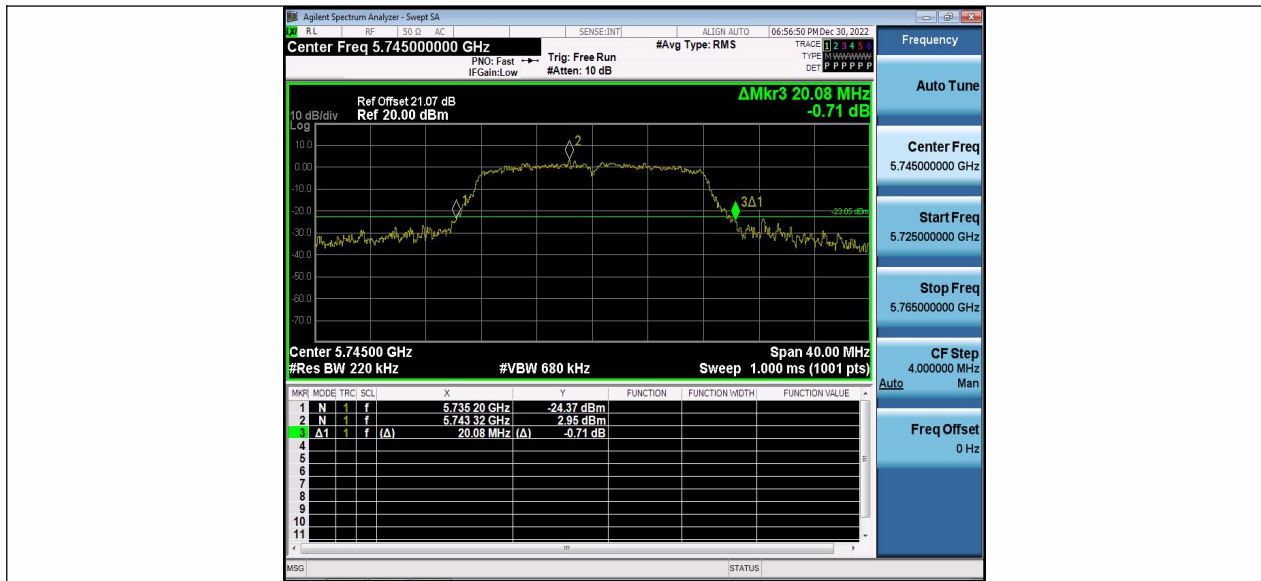 Agilent Spectrum Analyzer - Swept SA
RL RF 50 Ω AC SENSE:INT ALIGN AUTO 06:56:50 PM Dec 30, 2022
Center Freq 5.745000000 GHz
PNO: Fast
IFGain:Low
Trig: Free Run
#Atten: 10 dB
#Avg Type: RMS
TRACE 1 2 3 4 5 6
TYPE M WWWWW
DET P P P P P P
Ref Offset 21.07 dB
10 dB/div Ref 20.00 dBm
Log
ΔMkr3 20.08 MHz
-0.71 dB
10.0
0.00
-10.0
-20.0
-30.0
-40.0
-50.0
-60.0
-70.0
1
2
3Δ1
-23.05 dBm
Center 5.74500 GHz Span 40.00 MHz
#Res BW 220 kHz #VBW 680 kHz Sweep 1.000 ms (1001 pts)
MKR MODE TRC SCL X Y FUNCTION FUNCTION WIDTH FUNCTION VALUE
1 N 1 f 5.735 20 GHz -24.37 dBm
2 N 1 f 5.743 32 GHz 2.95 dBm
3 Δ1 1 f (Δ) 20.08 MHz (Δ) -0.71 dB
4
5
6
7
8
9
10
11
MSG STATUS
Frequency
Auto Tune
Center Freq
5.745000000 GHz
Start Freq
5.725000000 GHz
Stop Freq
5.765000000 GHz
CF Step
4.000000 MHz
Auto Man
Freq Offset
0 Hz